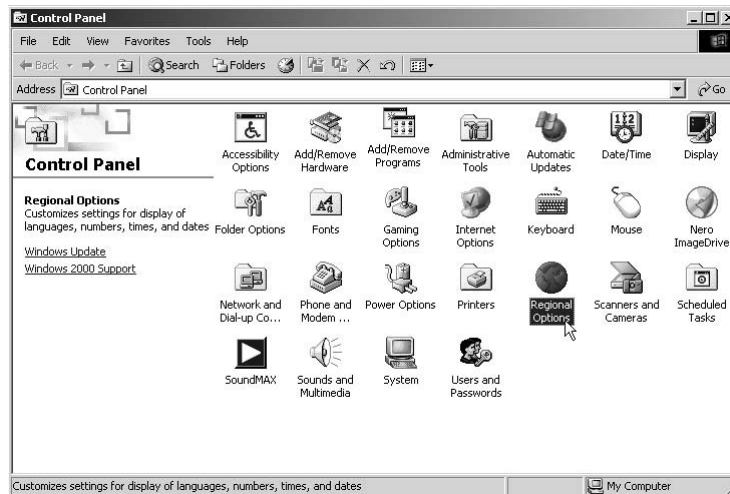 Control Panel
File Edit View Favorites Tools Help
Back Search Folders
Address Control Panel Go
Control Panel
Regional Options
Customizes settings for display of
languages, numbers, times, and dates
Windows Update
Windows 2000 Support
Accessibility
Options
Add/Remove
Hardware
Add/Remove
Programs
Administrative
Tools
Automatic
Updates
Date/Time
Display
Folder Options
Fonts
Gaming
Options
Internet
Options
Keyboard
Mouse
Nero
ImageDrive
Network and
Dial-up Co...
Phone and
Modem ...
Power Options
Printers
Regional
Options
Scanners and
Cameras
Scheduled
Tasks
SoundMAX
Sounds and
Multimedia
System
Users and
Passwords
Customizes settings for display of languages, numbers, times, and dates
My Computer